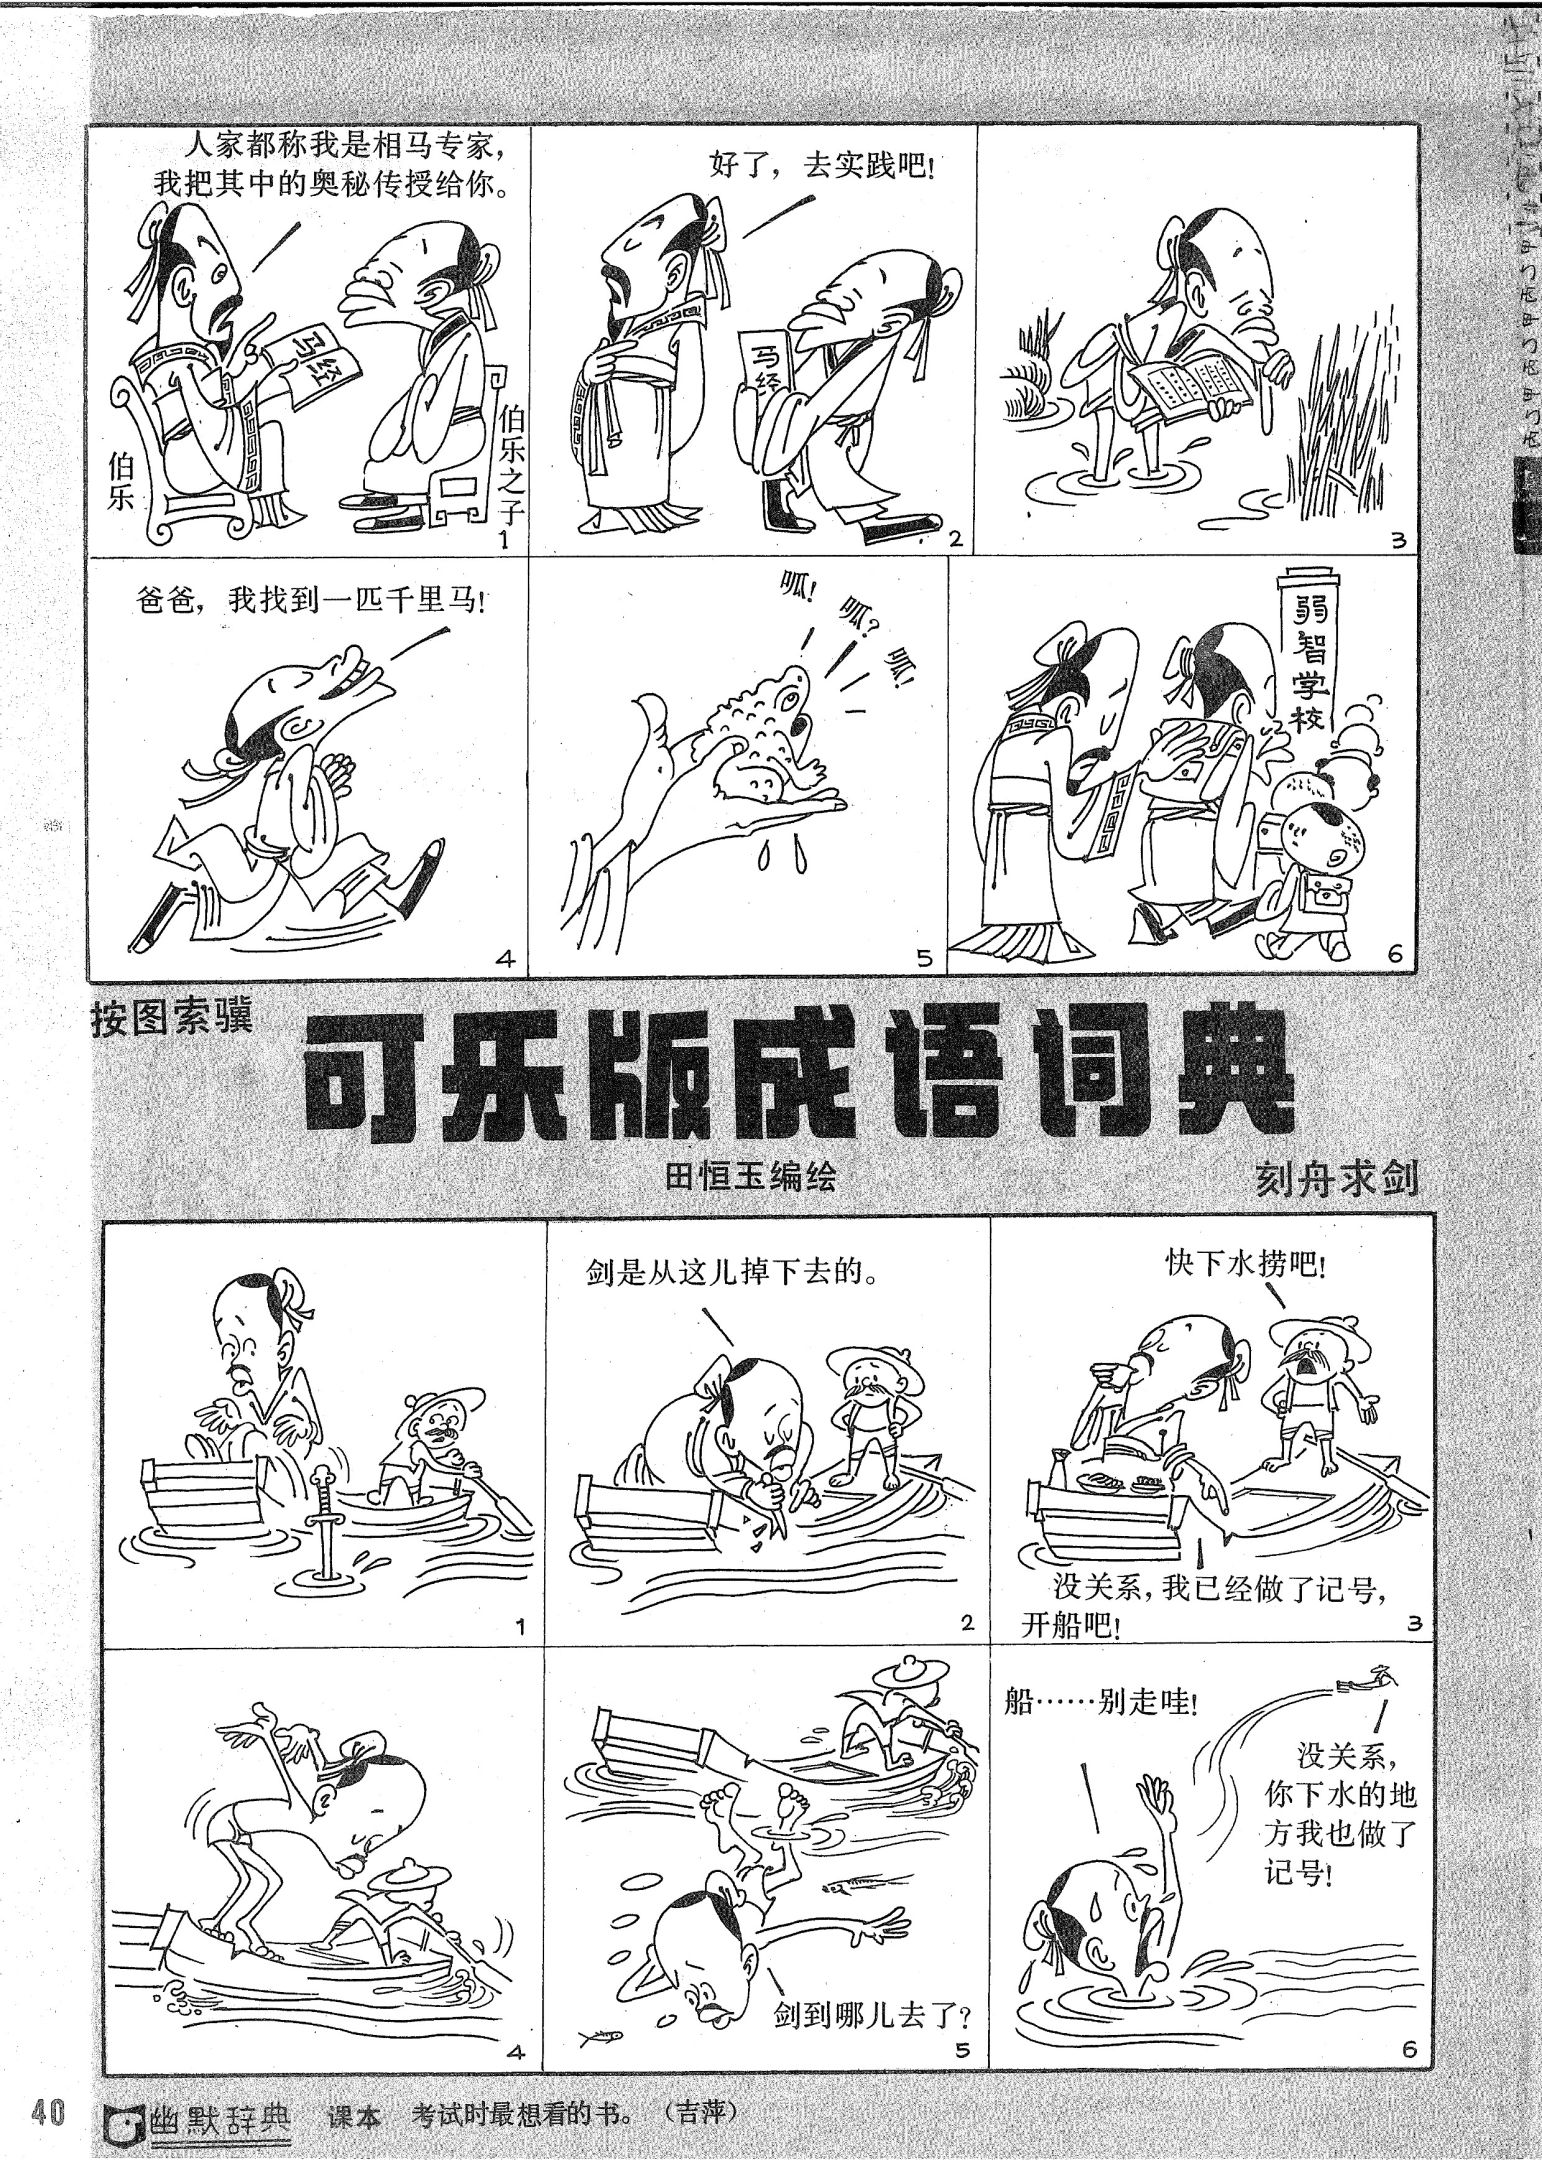 人家都称我是相马专家，
我把其中的奥秘传授给你。
马经
伯乐
伯乐之子
1
好了，去实践吧！
马经
2
3
爸爸，我找到一匹千里马！
4
呱！
呱？
呱！
5
弱智学校
6
按图索骥
可乐版成语词典
田恒玉编绘
刻舟求剑
1
剑是从这儿掉下去的。
2
快下水捞吧！
没关系，我已经做了记号，
开船吧！
3
4
剑到哪儿去了？
5
船……别走哇！
没关系，
你下水的地
方我也做了
记号！
6
40
幽默辞典 课本 考试时最想看的书。（吉萍）